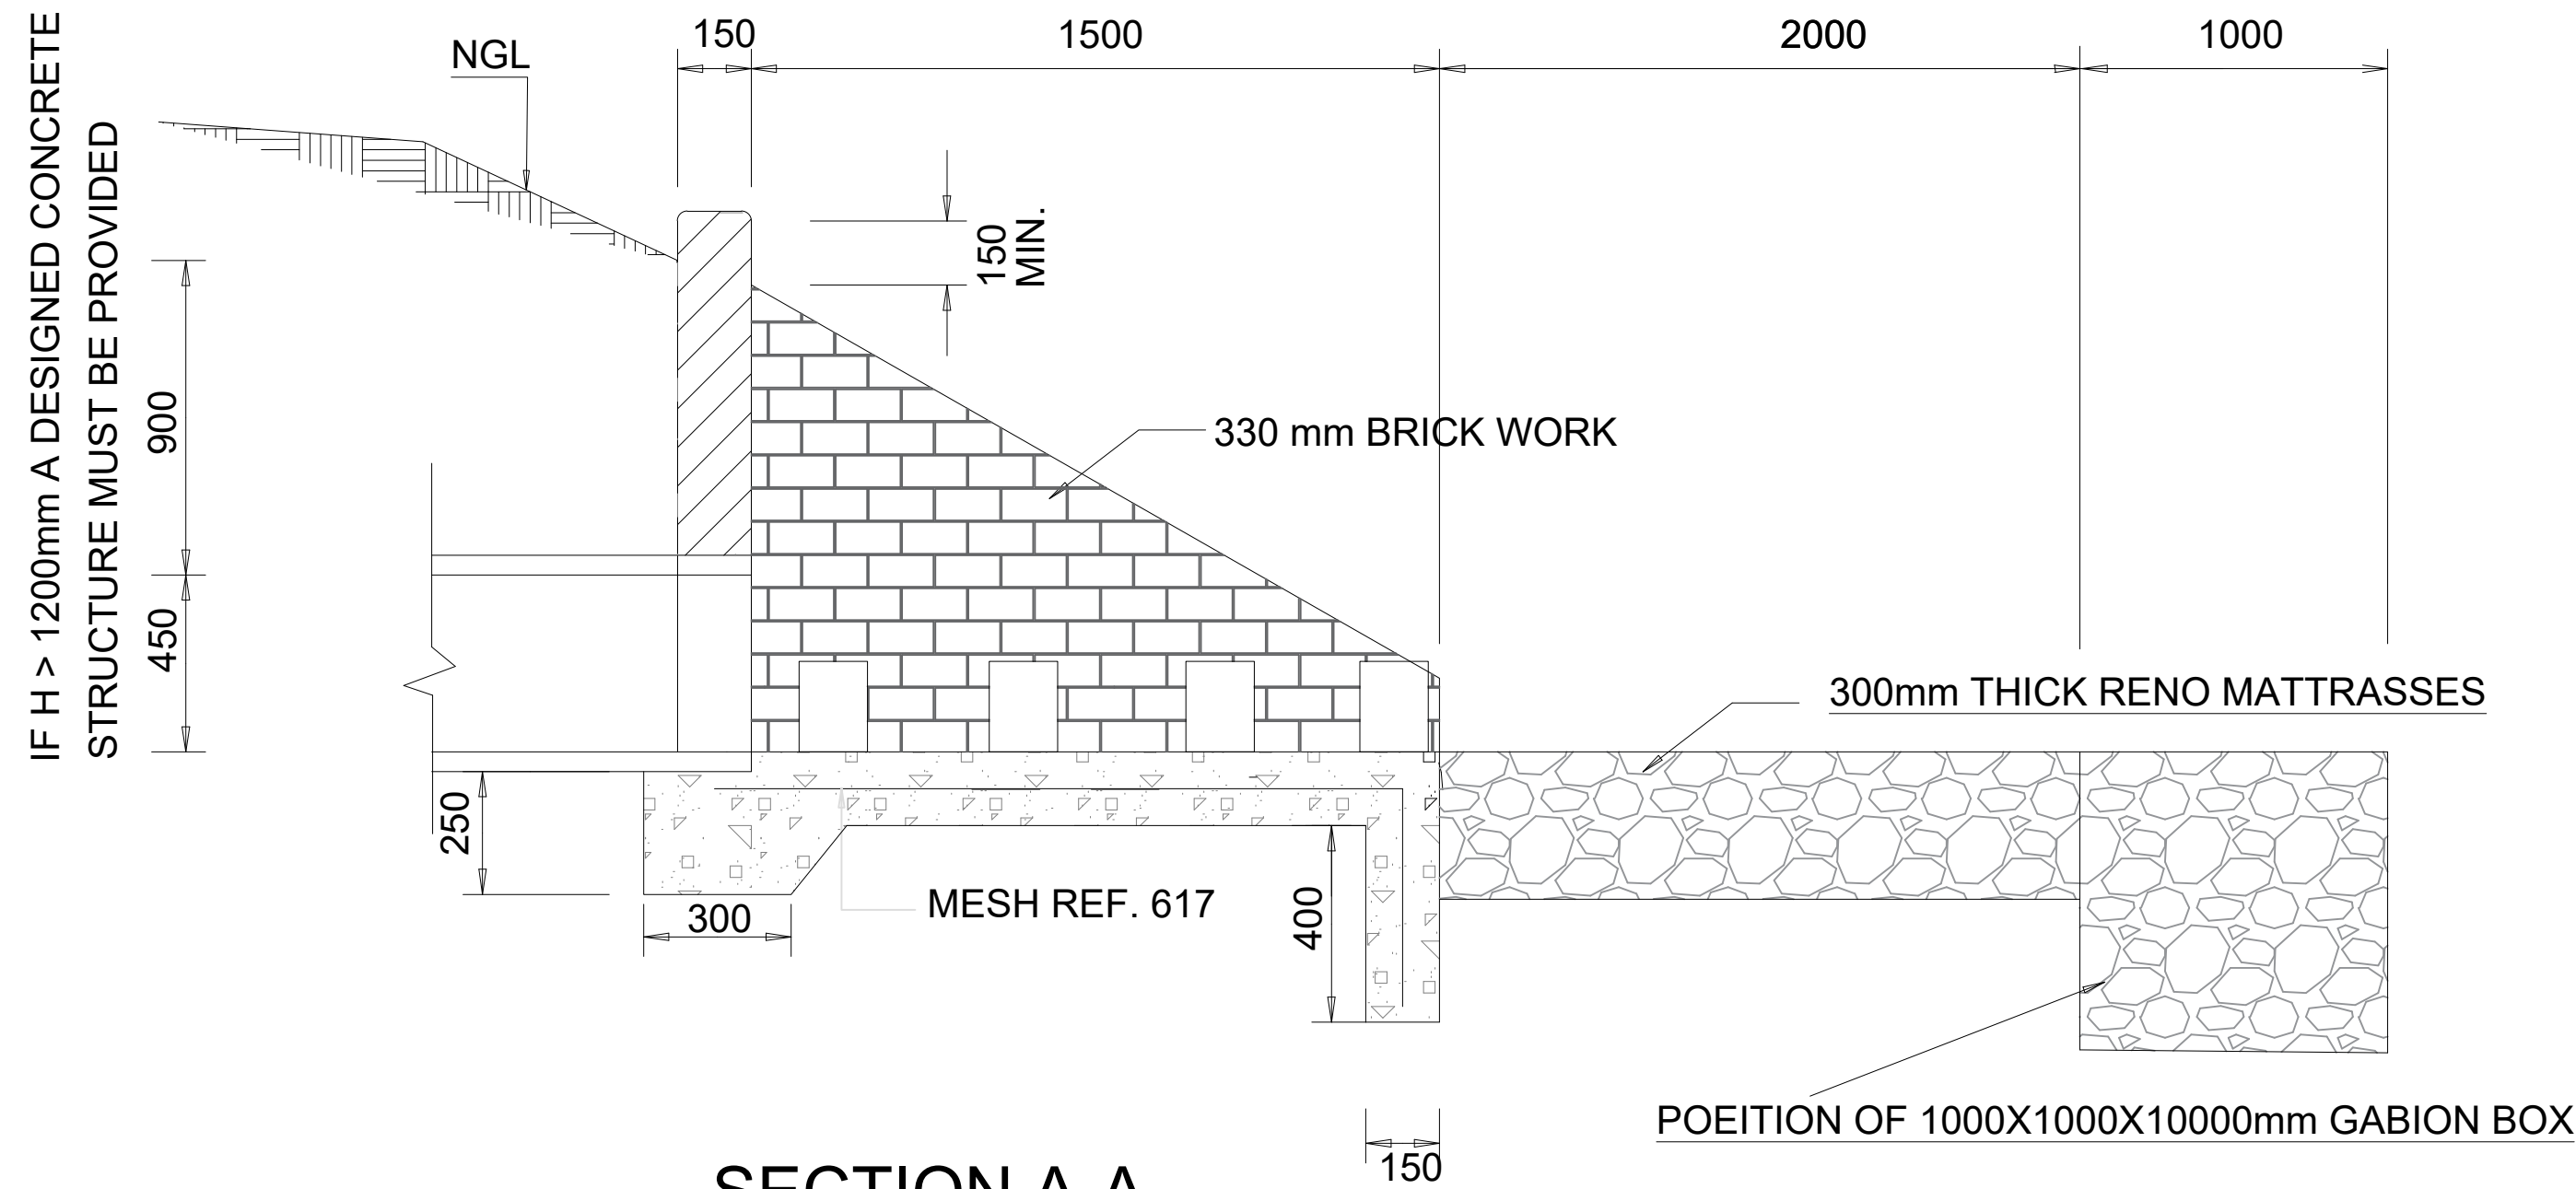 IF H > 1200mm A DESIGNED CONCRETE
STRUCTURE MUST BE PROVIDED
150
1500
2000
1000
NGL
150
MIN.
900
330 mm BRICK WORK
450
300mm THICK RENO MATTRASSES
250
300
MESH REF. 617
400
POEITION OF 1000X1000X10000mm GABION BOX
150
SECTION A-A